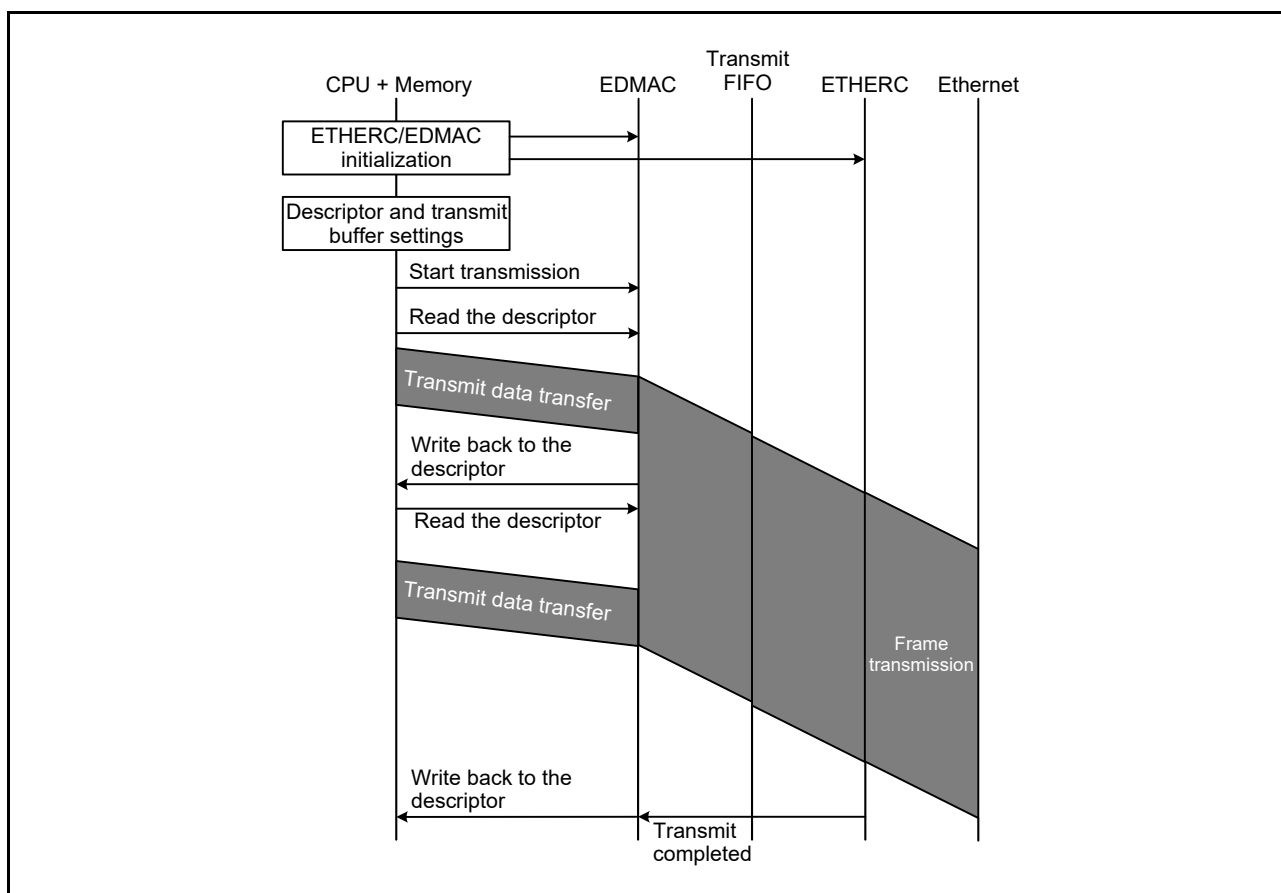 Transmit
CPU + Memory EDMAC FIFO ETHERC Ethernet
ETHERC/EDMAC
initialization
Descriptor and transmit
buffer settings
Start transmission
Read the descriptor
Transmit data transfer
Write back to the
descriptor
Read the descriptor
Transmit data transfer
Frame
transmission
Write back to the
descriptor
Transmit
completed